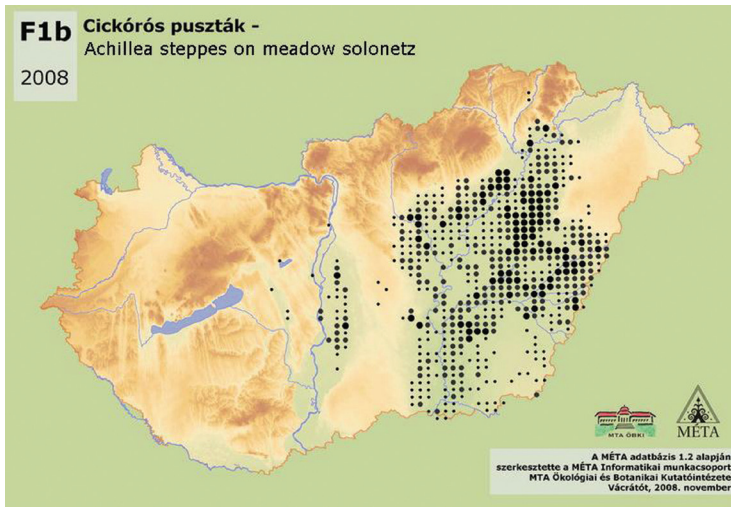 F1b
2008
Cickórós puszták -
Achillea steppes on meadow solonetz
MTA ÖBKI
MÉTA
A MÉTA adatbázis 1.2 alapján
szerkesztette a MÉTA Informatikai munkacsoport
MTA Ökológiai és Botanikai Kutatóintézete
Vácrátót, 2008. november